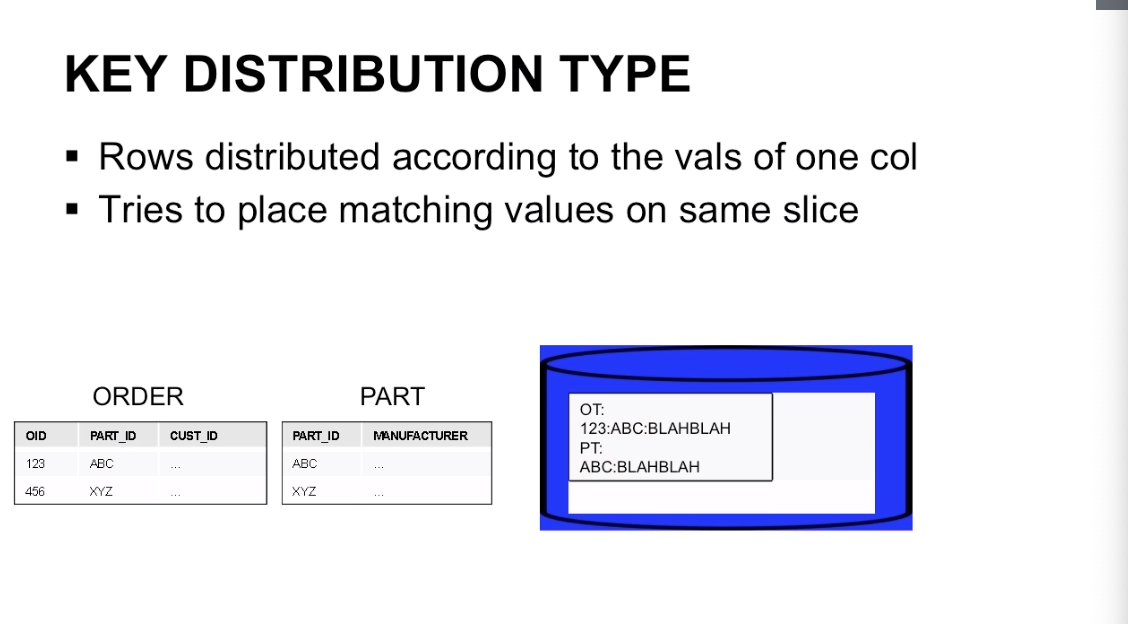 KEY DISTRIBUTION TYPE
▪ Rows distributed according to the vals of one col
▪ Tries to place matching values on same slice
ORDER
OID PART_ID CUST_ID
123 ABC ...
456 XYZ ...
PART
PART_ID MANUFACTURER
ABC ...
XYZ ...
OT:
123:ABC:BLAHBLAH
PT:
ABC:BLAHBLAH